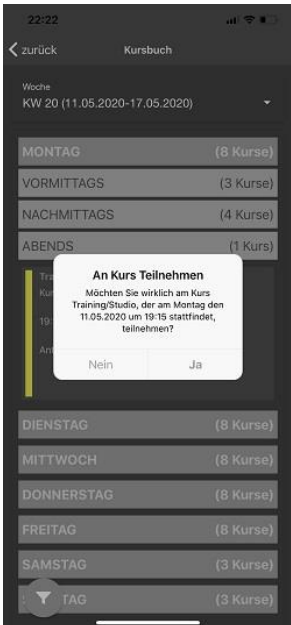 22:22
zurück Kursbuch
Woche
KW 20 (11.05.2020-17.05.2020)
MONTAG (8 Kurse)
VORMITTAGS (3 Kurse)
NACHMITTAGS (4 Kurse)
ABENDS (1 Kurs)
An Kurs Teilnehmen
Möchten Sie wirklich am Kurs
Training/Studio, der am Montag den
11.05.2020 um 19:15 stattfindet,
teilnehmen?
Nein Ja
DIENSTAG (8 Kurse)
MITTWOCH (8 Kurse)
DONNERSTAG (8 Kurse)
FREITAG (8 Kurse)
SAMSTAG (3 Kurse)
TAG (3 Kurse)